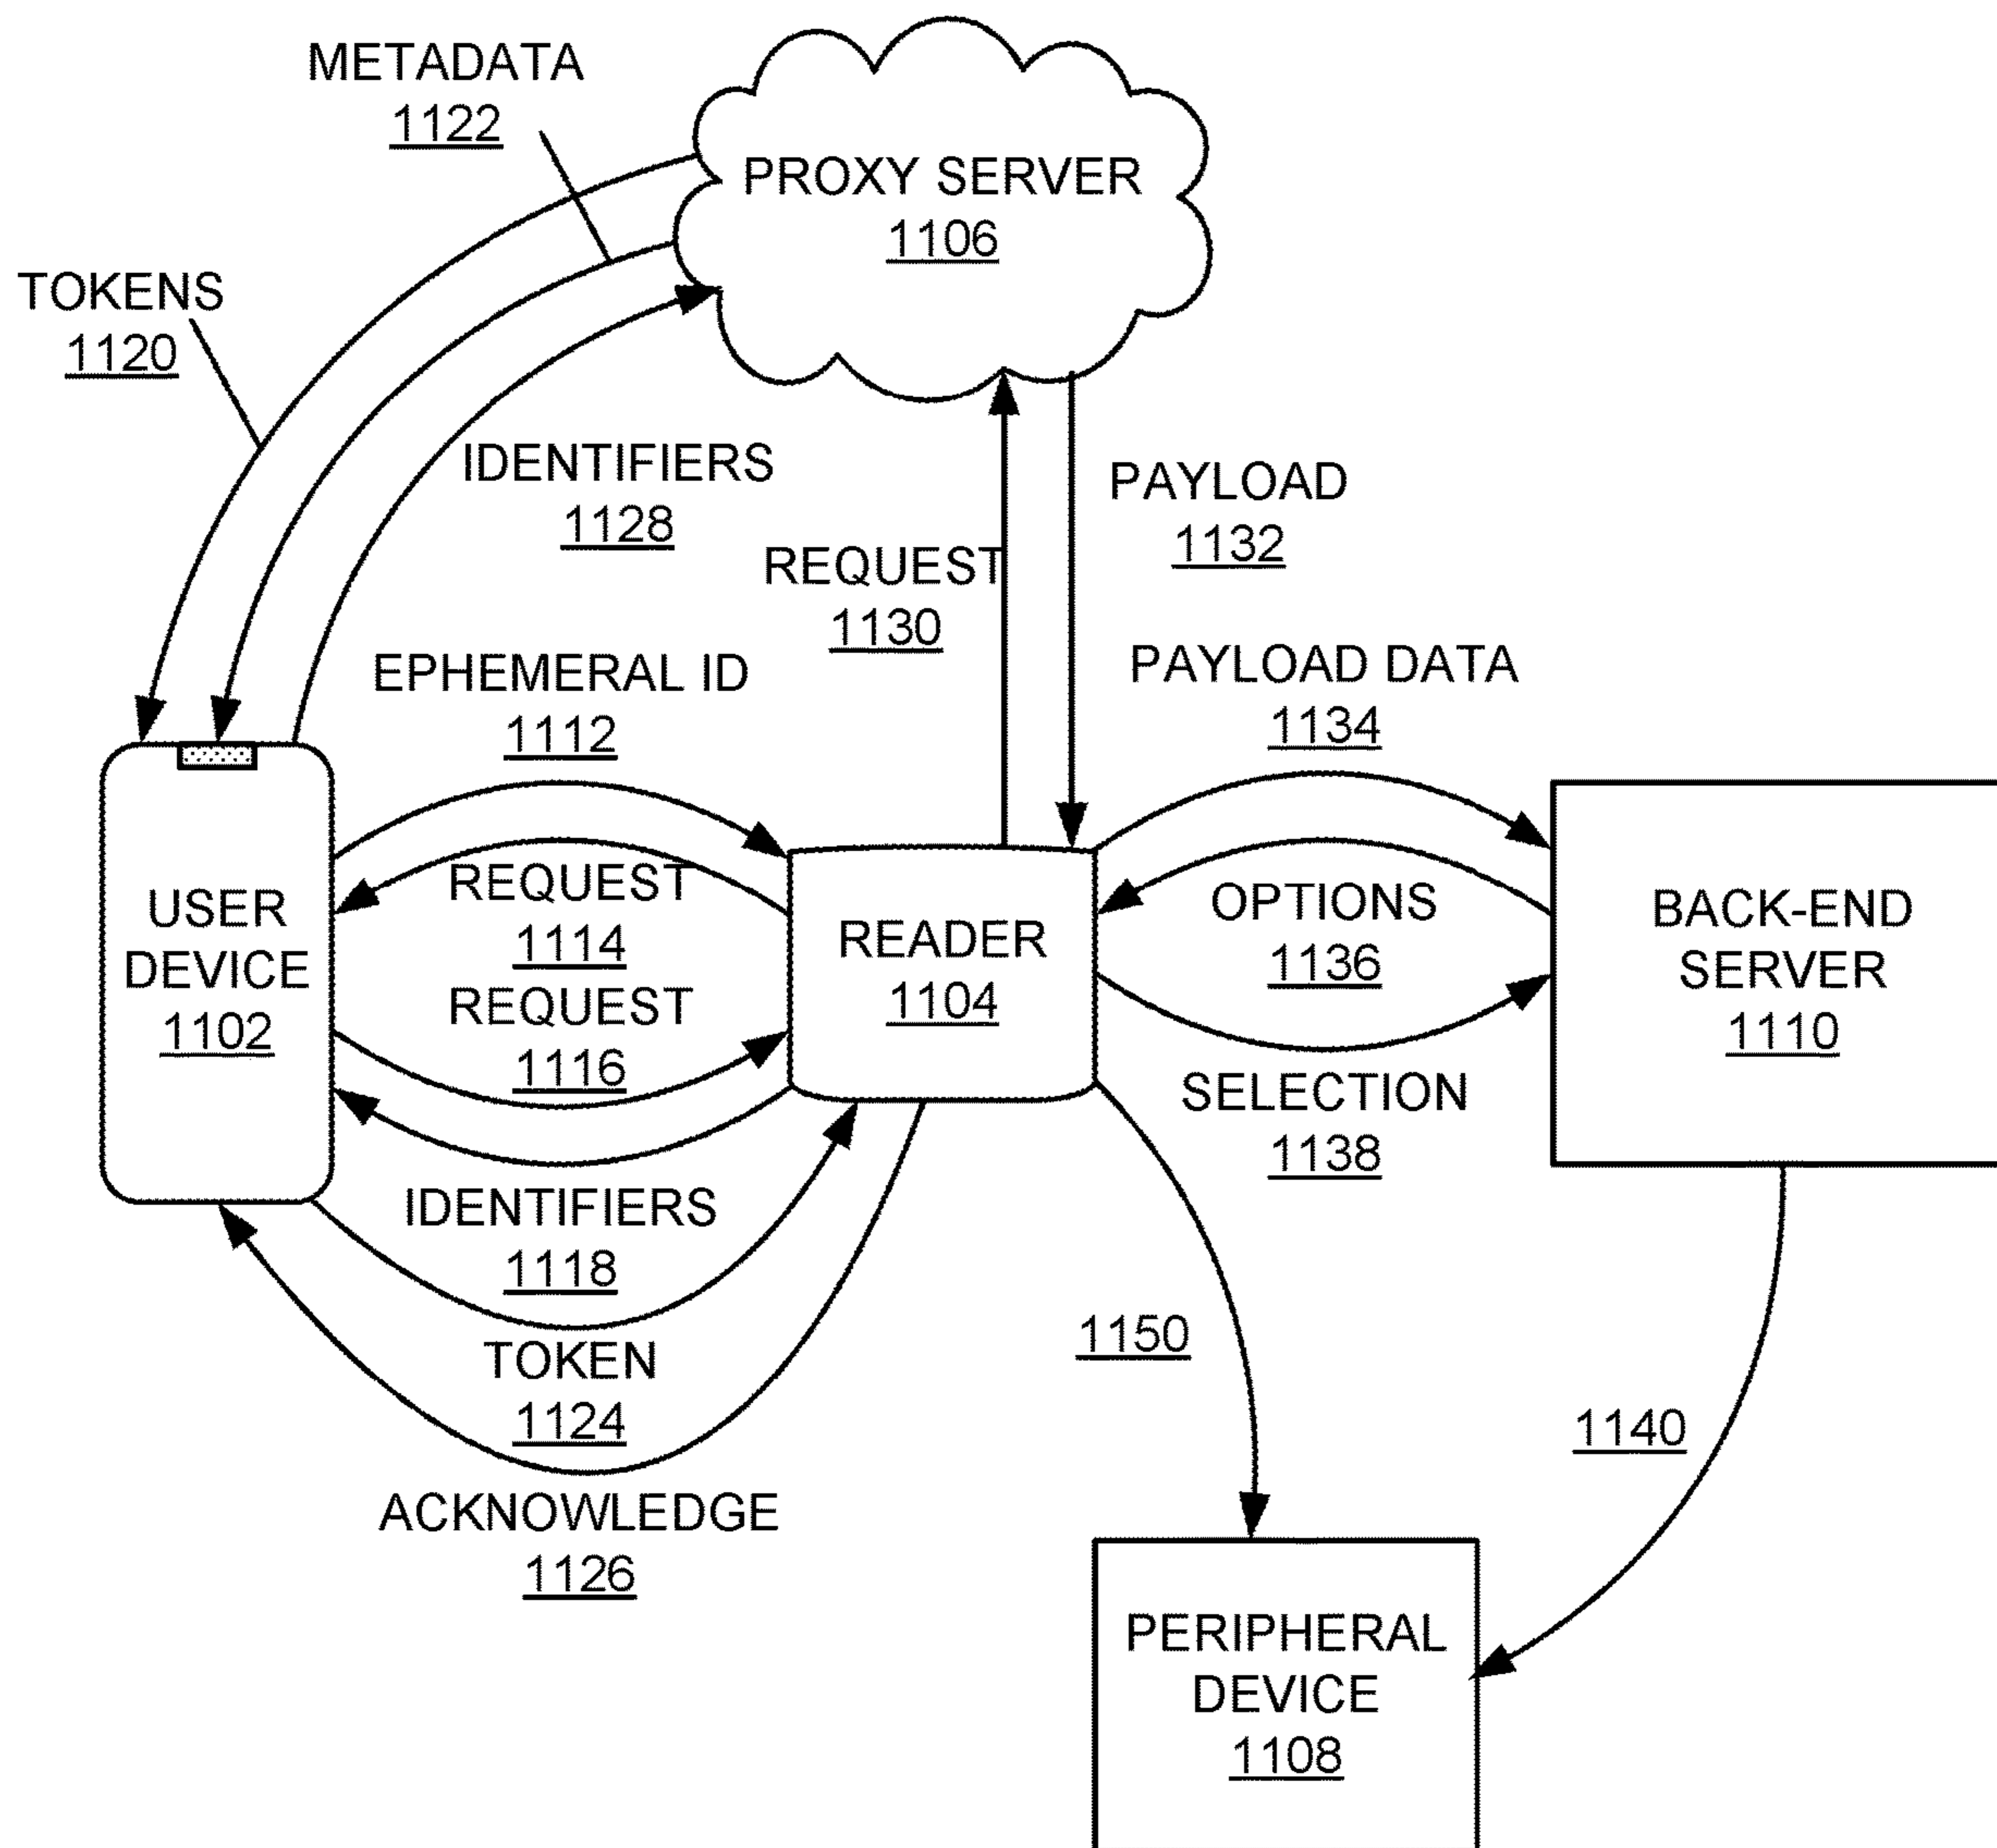 METADATA
1122
PROXY SERVER
1106
TOKENS
1120
IDENTIFIERS
1128
PAYLOAD
1132
REQUEST
1130
EPHEMERAL ID
1112
PAYLOAD DATA
1134
USER
DEVICE
1102
REQUEST
1114
REQUEST
1116
READER
1104
OPTIONS
1136
BACK-END
SERVER
1110
SELECTION
1138
IDENTIFIERS
1118
TOKEN
1124
ACKNOWLEDGE
1126
1150
1140
PERIPHERAL
DEVICE
1108